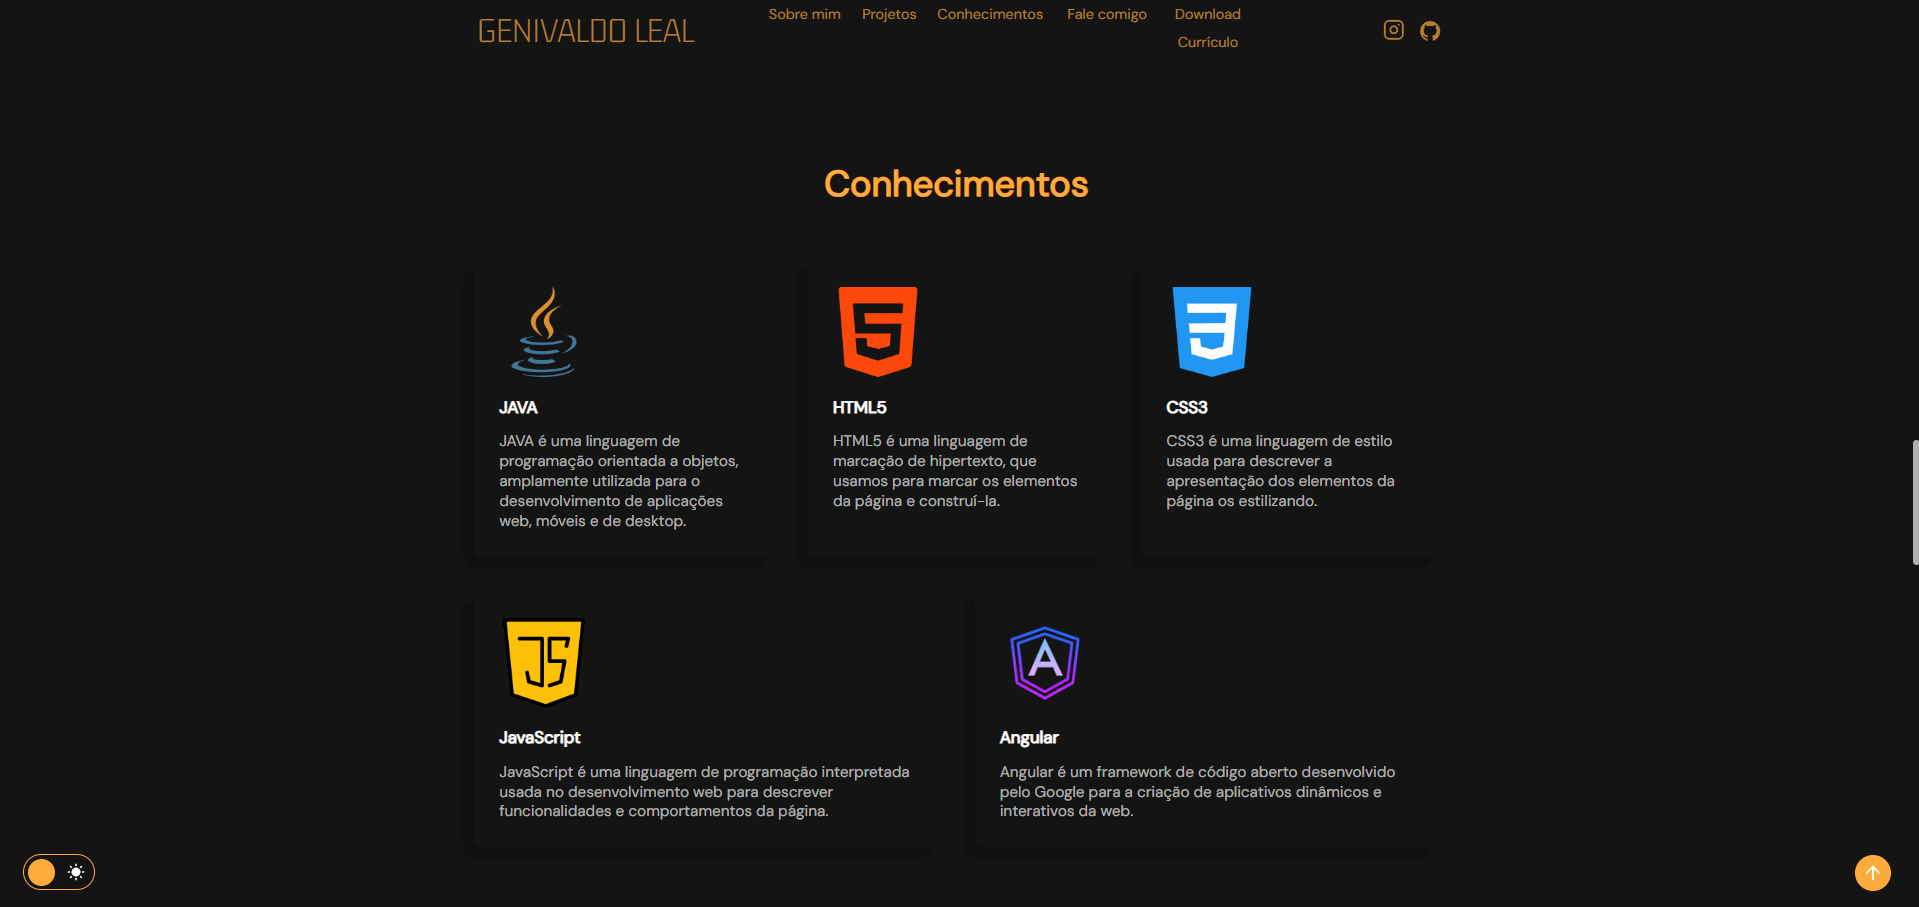 GENIVALDO LEAL
Sobre mim
Projetos
Conhecimentos
Fale comigo
Download
Currículo
Conhecimentos
JAVA
JAVA é uma linguagem de
programação orientada a objetos,
amplamente utilizada para o
desenvolvimento de aplicações
web, móveis e de desktop.
HTML5
HTML5 é uma linguagem de
marcação de hipertexto, que
usamos para marcar os elementos
da página e construí-la.
CSS3
CSS3 é uma linguagem de estilo
usada para descrever a
apresentação dos elementos da
página os estilizando.
JS
JavaScript
JavaScript é uma linguagem de programação interpretada
usada no desenvolvimento web para descrever
funcionalidades e comportamentos da página.
A
Angular
Angular é um framework de código aberto desenvolvido
pelo Google para a criação de aplicativos dinâmicos e
interativos da web.